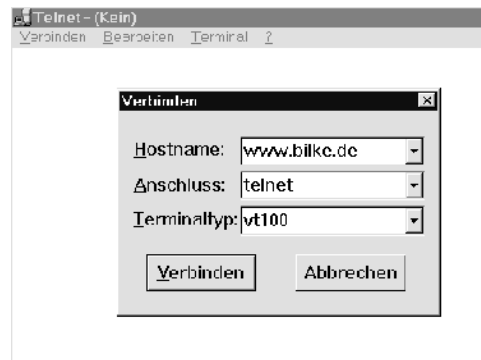 Telnet - (Kein)
Verbinden Bearbeiten Terminal ?
Verbinden
Hostname: www.bilke.de
Anschluss: telnet
Terminaltyp: vt100
Verbinden Abbrechen